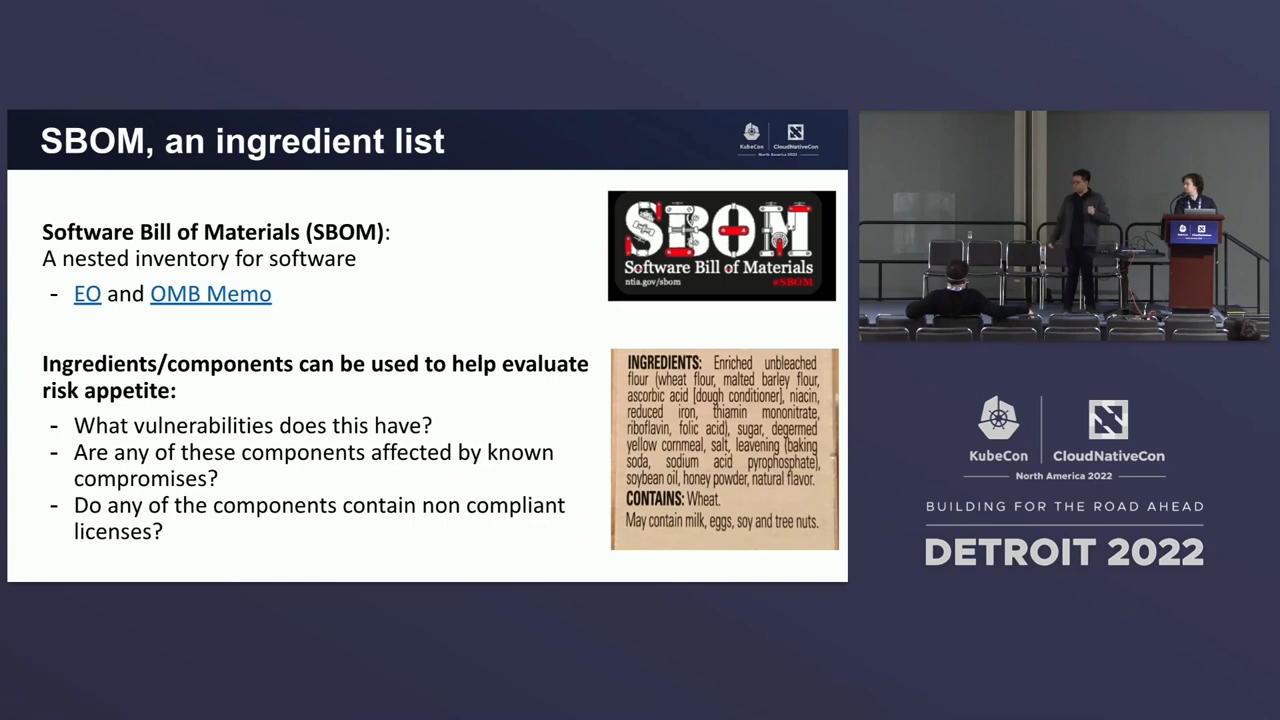 SBOM, an ingredient list
KubeCon
CloudNativeCon
North America 2022
Software Bill of Materials (SBOM):
A nested inventory for software
- EO and OMB Memo
Ingredients/components can be used to help evaluate
risk appetite:
- What vulnerabilities does this have?
- Are any of these components affected by known
compromises?
- Do any of the components contain non compliant
licenses?
SBOM
Software Bill of Materials
ntia.gov/sbom
#SBOM
INGREDIENTS: Enriched unbleached
flour (wheat flour, malted barley flour,
ascorbic acid [dough conditioner], niacin,
reduced iron, thiamin mononitrate,
riboflavin, folic acid), sugar, degermed
yellow cornmeal, salt, leavening (baking
soda, sodium acid pyrophosphate),
soybean oil, honey powder, natural flavor.
CONTAINS: Wheat.
May contain milk, eggs, soy and tree nuts.
KubeCon
CloudNativeCon
North America 2022
BUILDING FOR THE ROAD AHEAD
DETROIT 2022